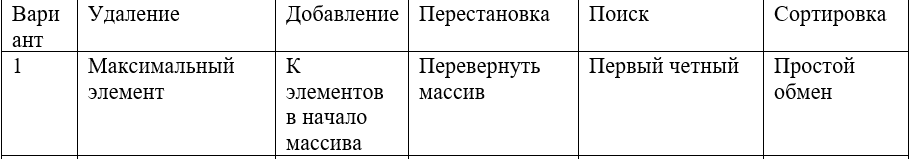 Вари
ант
Удаление
Добавление
Перестановка
Поиск
Сортировка
1
Максимальный
элемент
К
элементов
в начало
массива
Перевернуть
массив
Первый четный
Простой
обмен